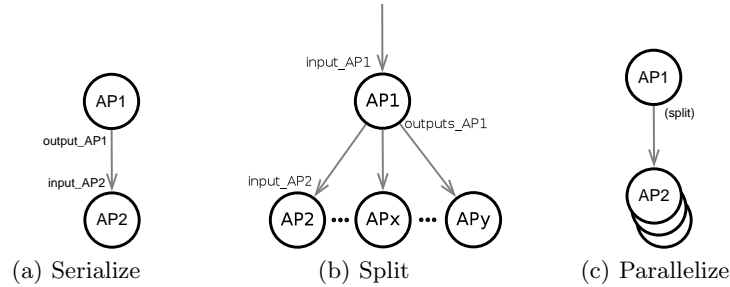 AP1
output_AP1
input_AP2
AP2
(a) Serialize
input_AP1
AP1
outputs_AP1
input_AP2
AP2 ••• APx ••• APy
(b) Split
AP1
(split)
AP2
(c) Parallelize